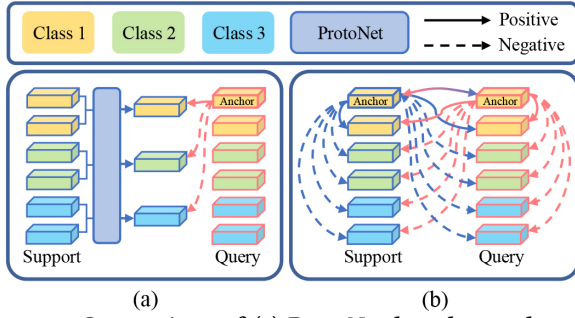 Class 1 Class 2 Class 3 ProtoNet Positive
Negative
Anchor
Support Query
Anchor Anchor
Support Query
(a) (b)